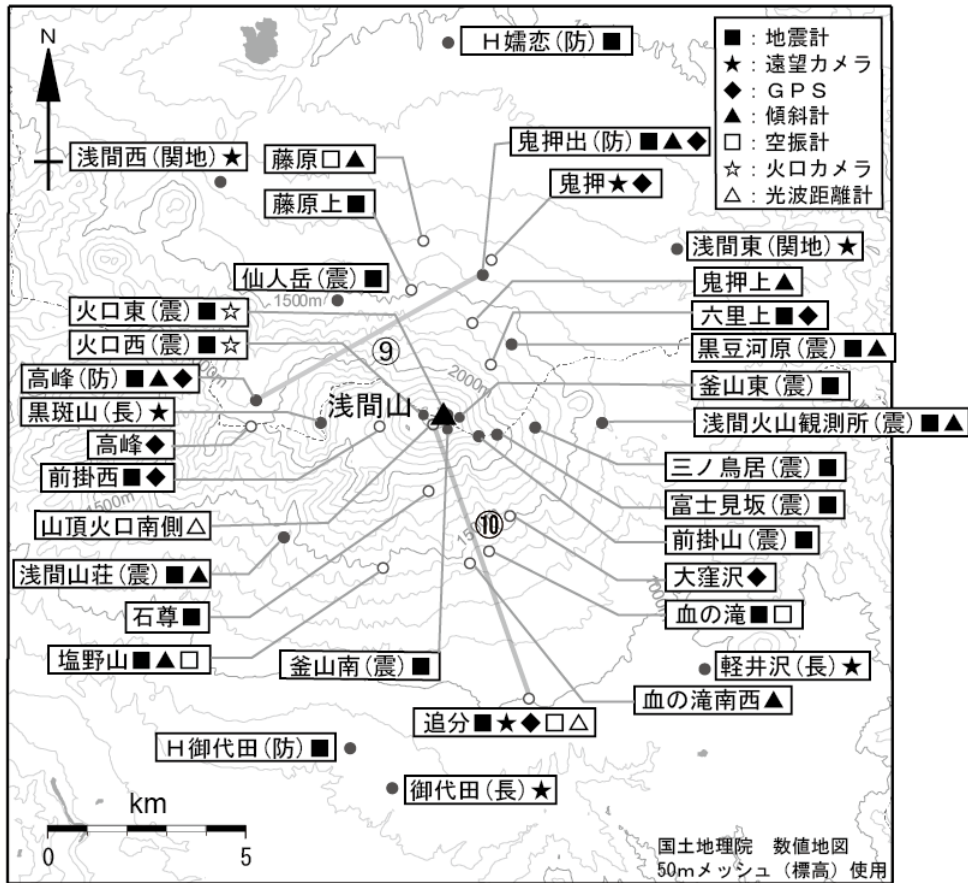 N
H嬬恋(防)■
■：地震計
★：遠望カメラ
◆：GPS
▲：傾斜計
□：空振計
☆：火口カメラ
△：光波距離計
浅間西(関地)★
藤原□▲
鬼押出(防)■▲◆
藤原上■
鬼押★◆
浅間東(関地)★
仙人岳(震)■
鬼押上▲
1500m
火口東(震)■☆
六里上■◆
火口西(震)■☆
⑨
黒豆河原(震)■▲
高峰(防)■▲◆
2000m
釜山東(震)■
黒斑山(長)★
浅間山
浅間火山観測所(震)■▲
高峰◆
前掛西■◆
三ノ鳥居(震)■
1500m
富士見坂(震)■
山頂火口南側△
⑩
前掛山(震)■
浅間山荘(震)■▲
大窪沢◆
石尊■
血の滝■□
塩野山■▲□
釜山南(震)■
軽井沢(長)★
血の滝南西▲
追分■★◆□△
H御代田(防)■
御代田(長)★
km
0
5
国土地理院　数値地図
50mメッシュ（標高）使用